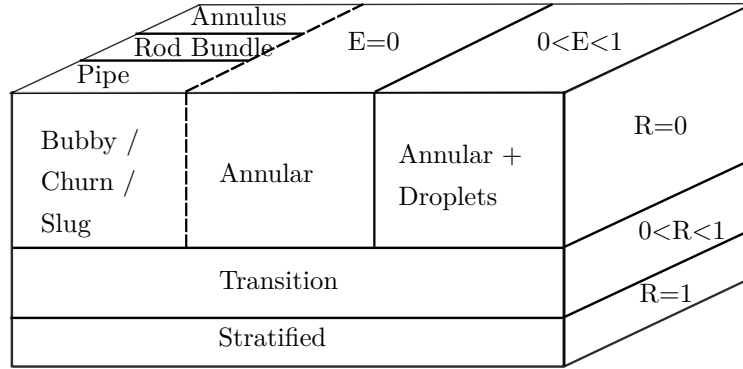 Annulus
Rod Bundle
Pipe
E=0
0<E<1
Bubby /
Churn /
Slug
Annular
Annular +
Droplets
R=0
Transition
0<R<1
Stratified
R=1